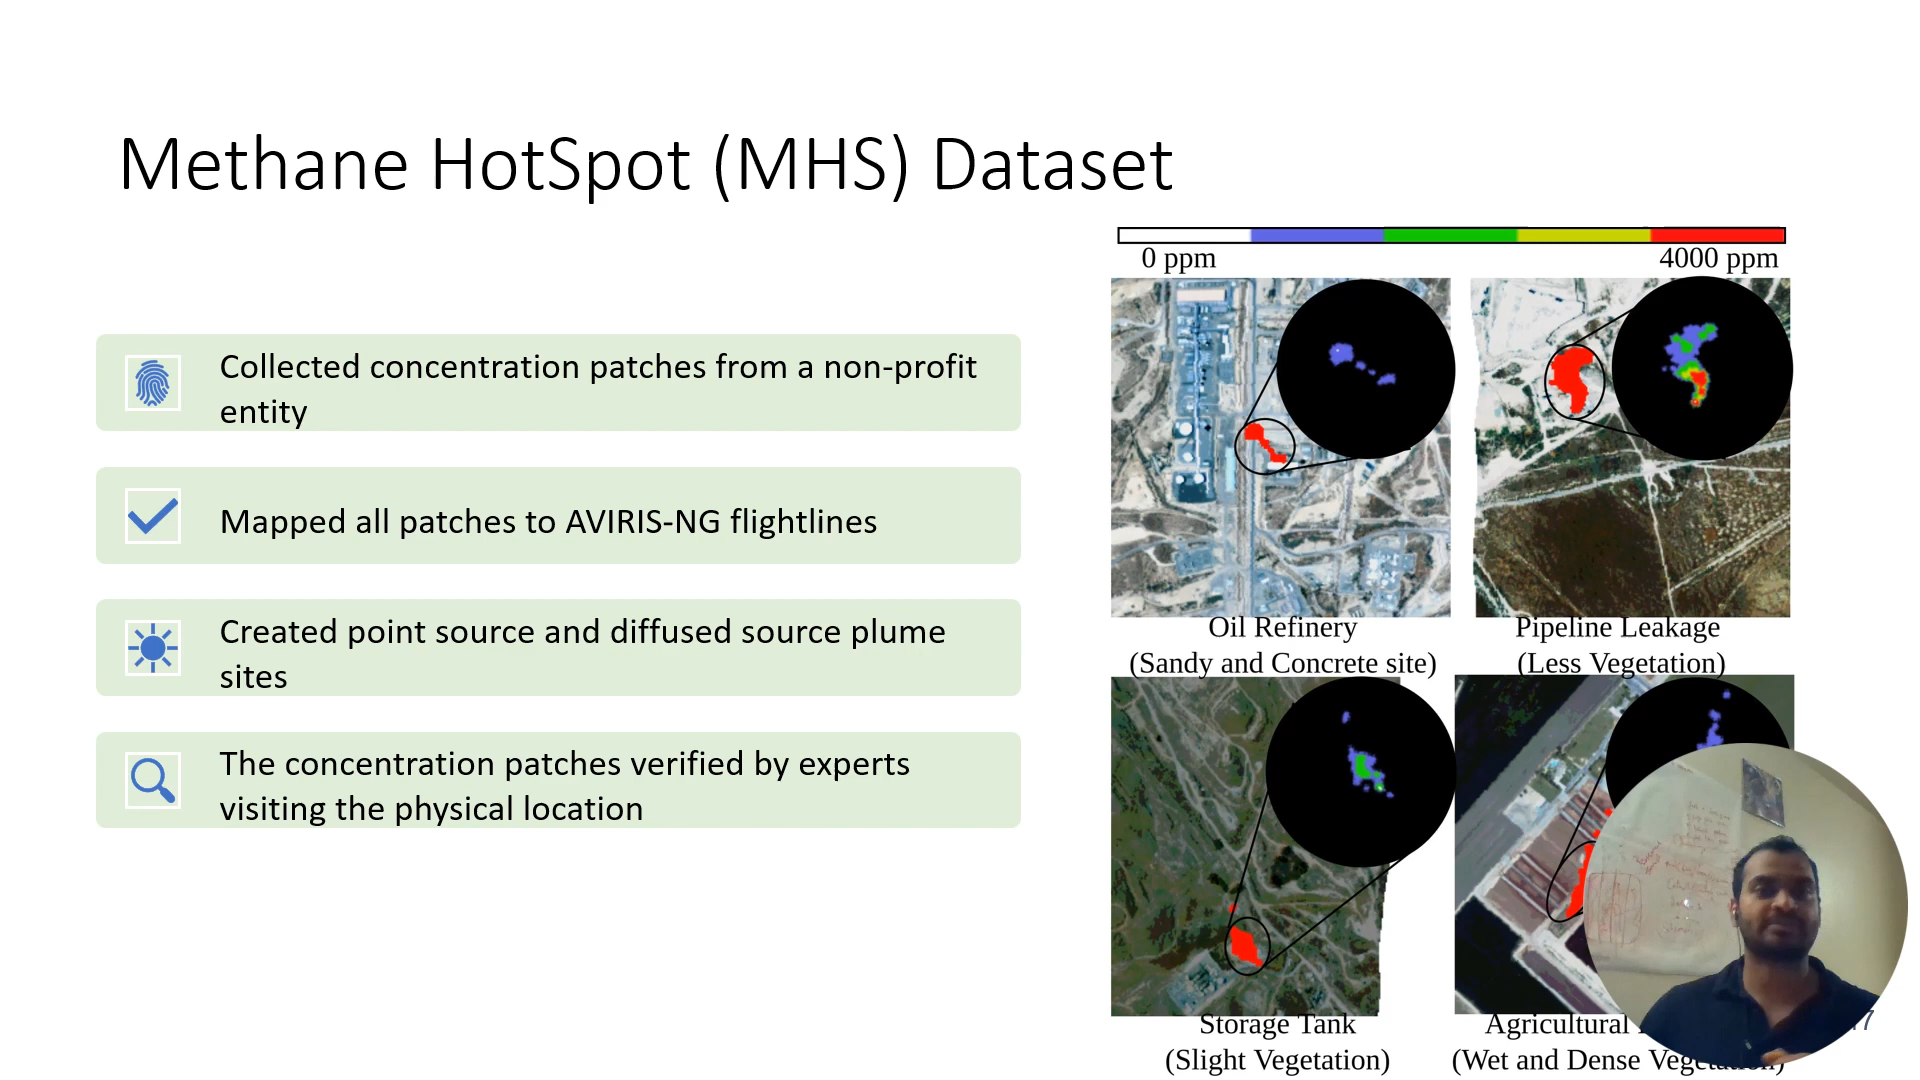 Methane HotSpot (MHS) Dataset
Collected concentration patches from a non-profit
entity
Mapped all patches to AVIRIS-NG flightlines
Created point source and diffused source plume
sites
The concentration patches verified by experts
visiting the physical location
0 ppm 4000 ppm
Oil Refinery
(Sandy and Concrete site)
Pipeline Leakage
(Less Vegetation)
Storage Tank
(Slight Vegetation)
Agricultural
(Wet and Dense Vegetation)